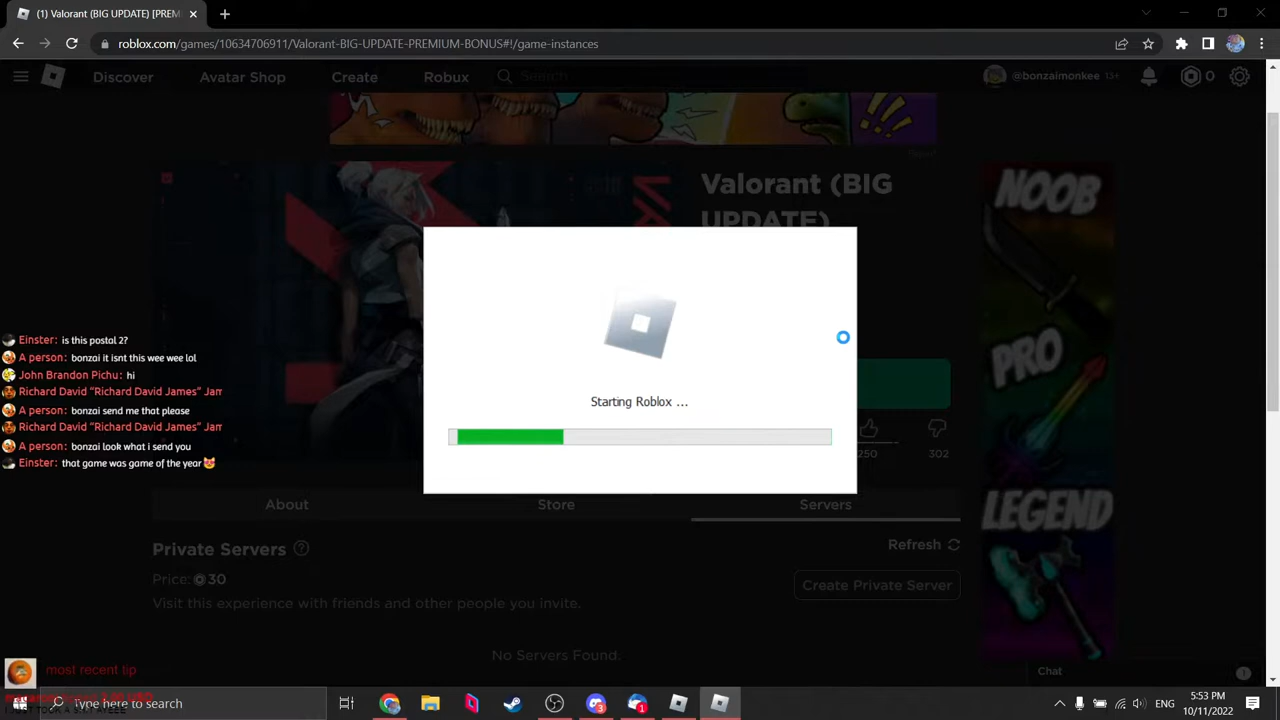 (1) Valorant (BIG UPDATE) [PREM
roblox.com/games/10634706911/Valorant-BIG-UPDATE-PREMIUM-BONUS#!/game-instances
Discover
Avatar Shop
Create
Robux
Search
@bonzaimonkee 13+
0
Valorant (BIG
UPDATE)
NOOB
PRO
LEGEND
Starting Roblox ...
250
302
Einster: is this postal 2?
A person: bonzai it isnt this wee wee lol
John Brandon Pichu: hi
Richard David "Richard David James" Jam
A person: bonzai send me that please
Richard David "Richard David James" Jam
A person: bonzai look what i send you
Einster: that game was game of the year😻
About
Store
Servers
Private Servers
Refresh
Price: 30
Create Private Server
Visit this experience with friends and other people you invite.
No Servers Found.
most recent tip
Chat
1
Type here to search
3
1
ENG
5:53 PM
10/11/2022